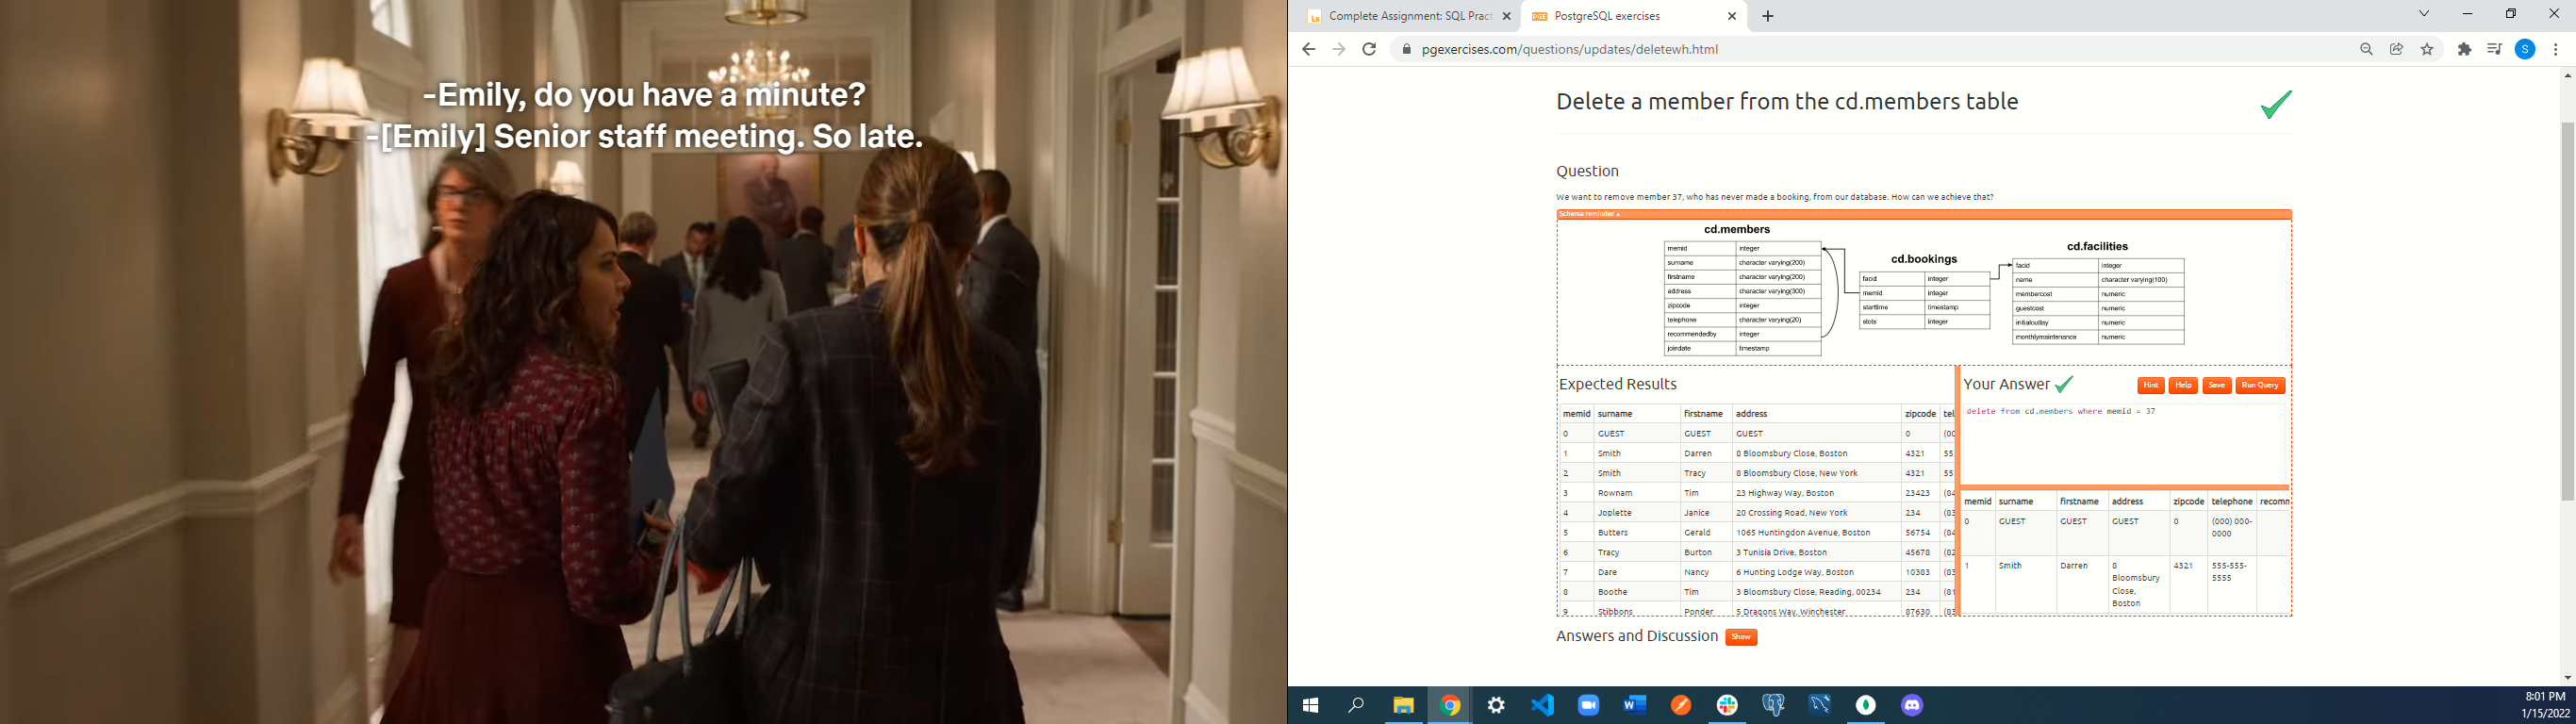 -Emily, do you have a minute?
-[Emily] Senior staff meeting. So late.
Complete Assignment: SQL Pract
PostgreSQL exercises
pgexercises.com/questions/updates/deletewh.html
S
Delete a member from the cd.members table
Question
We want to remove member 37, who has never made a booking, from our database. How can we achieve that?
Schema reminder
cd.members
memid integer
surname character varying(200)
firstname character varying(200)
address character varying(300)
zipcode integer
telephone character varying(20)
recommendedby integer
joindate timestamp
cd.bookings
facid integer
memid integer
starttime timestamp
slots integer
cd.facilities
facid integer
name character varying(100)
membercost numeric
guestcost numeric
initialoutlay numeric
monthlymaintenance numeric
Expected Results
memid surname firstname address zipcode tel
0 GUEST GUEST GUEST 0 (00
1 Smith Darren 8 Bloomsbury Close, Boston 4321 55
2 Smith Tracy 8 Bloomsbury Close, New York 4321 55
3 Rownam Tim 23 Highway Way, Boston 23423 (84
4 Joplette Janice 20 Crossing Road, New York 234 (83
5 Butters Gerald 1065 Huntingdon Avenue, Boston 56754 (84
6 Tracy Burton 3 Tunisia Drive, Boston 45678 (82
7 Dare Nancy 6 Hunting Lodge Way, Boston 10383 (83
8 Boothe Tim 3 Bloomsbury Close, Reading, 00234 234 (81
9 Stibbons Ponder 5 Dragons Way, Winchester 87630 (83
Your Answer
Hint Help Save Run Query
delete from cd.members where memid = 37
memid surname firstname address zipcode telephone recomm
0 GUEST GUEST GUEST 0 (000) 000-
0000
1 Smith Darren 8 4321 555-555-
Bloomsbury 5555
Close,
Boston
Answers and Discussion Show
8:01 PM
1/15/2022